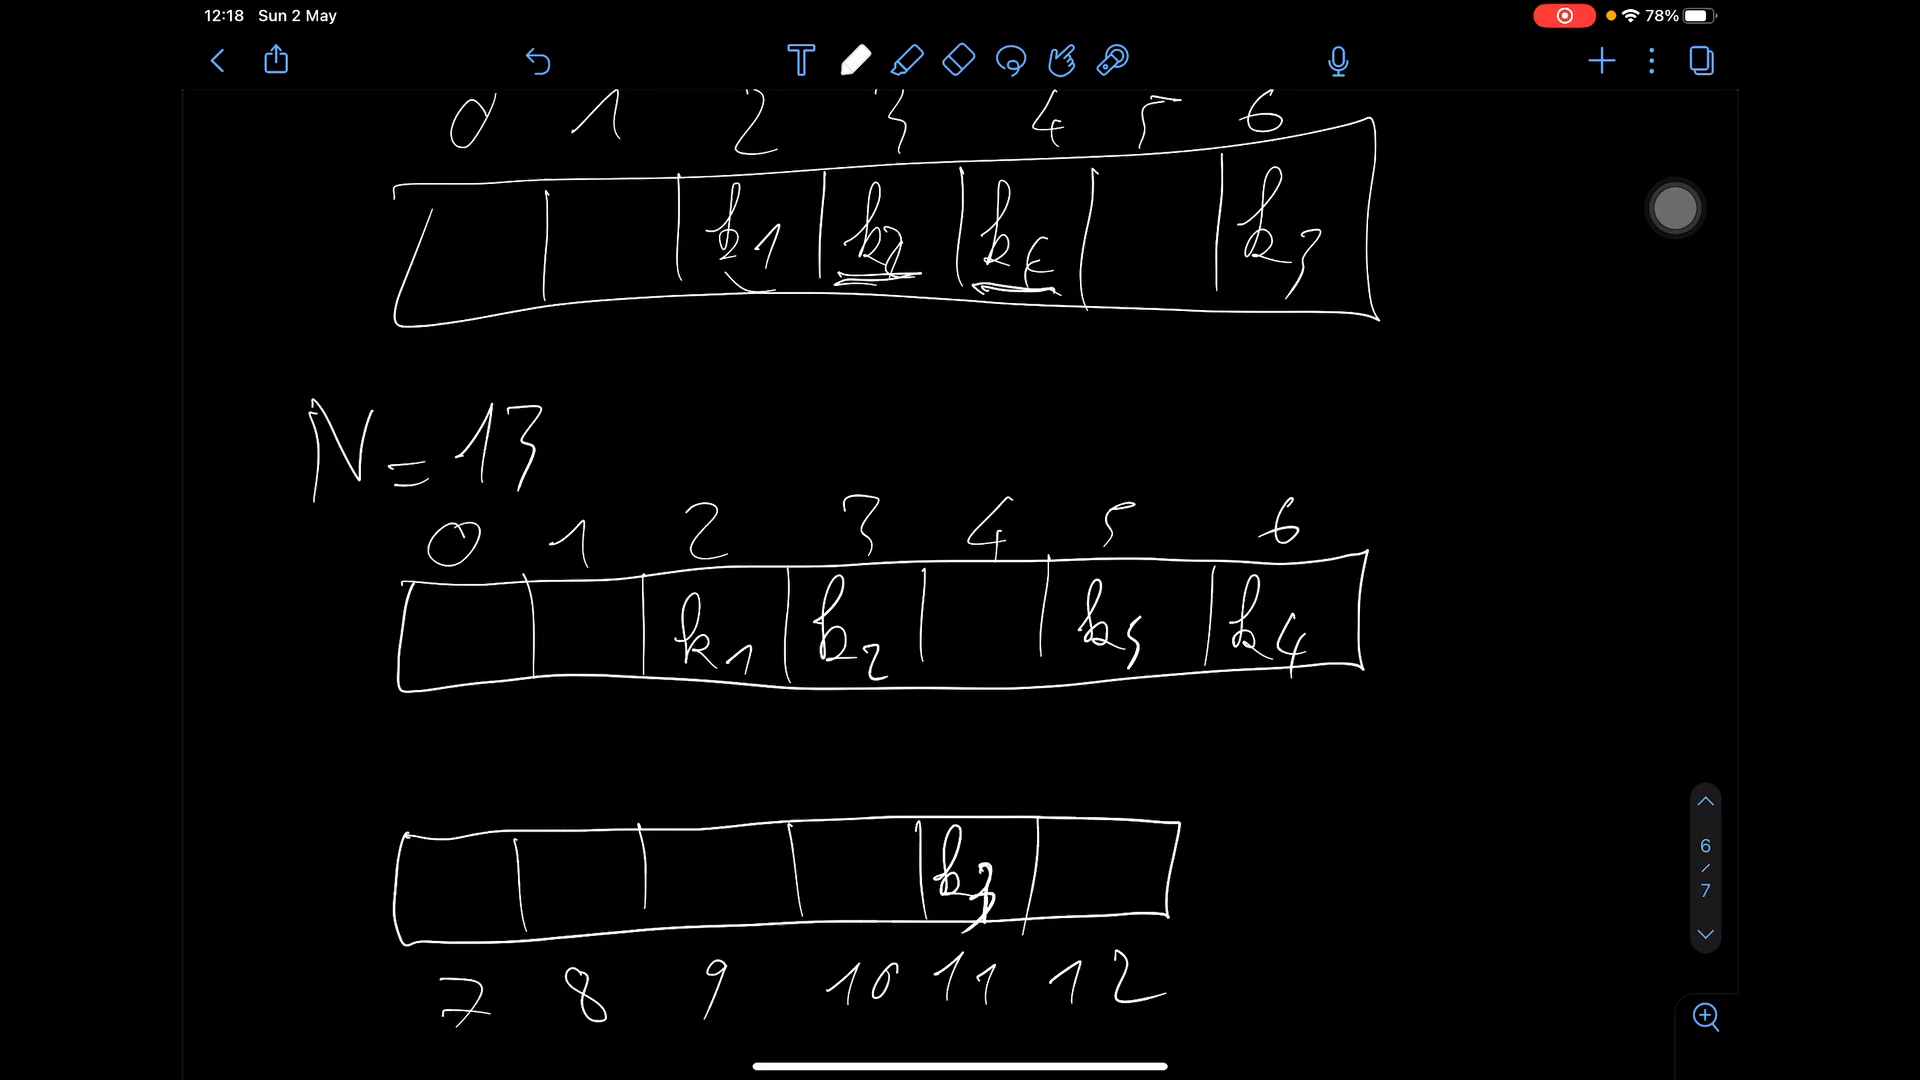 12:18 Sun 2 May 78%
0 1 2 3 4 5 6
k1 k2 k3
N = 13
0 1 2 3 4 5 6
k1 k2 k5 k4
k3
7 8 9 10 11 12
6
/
7